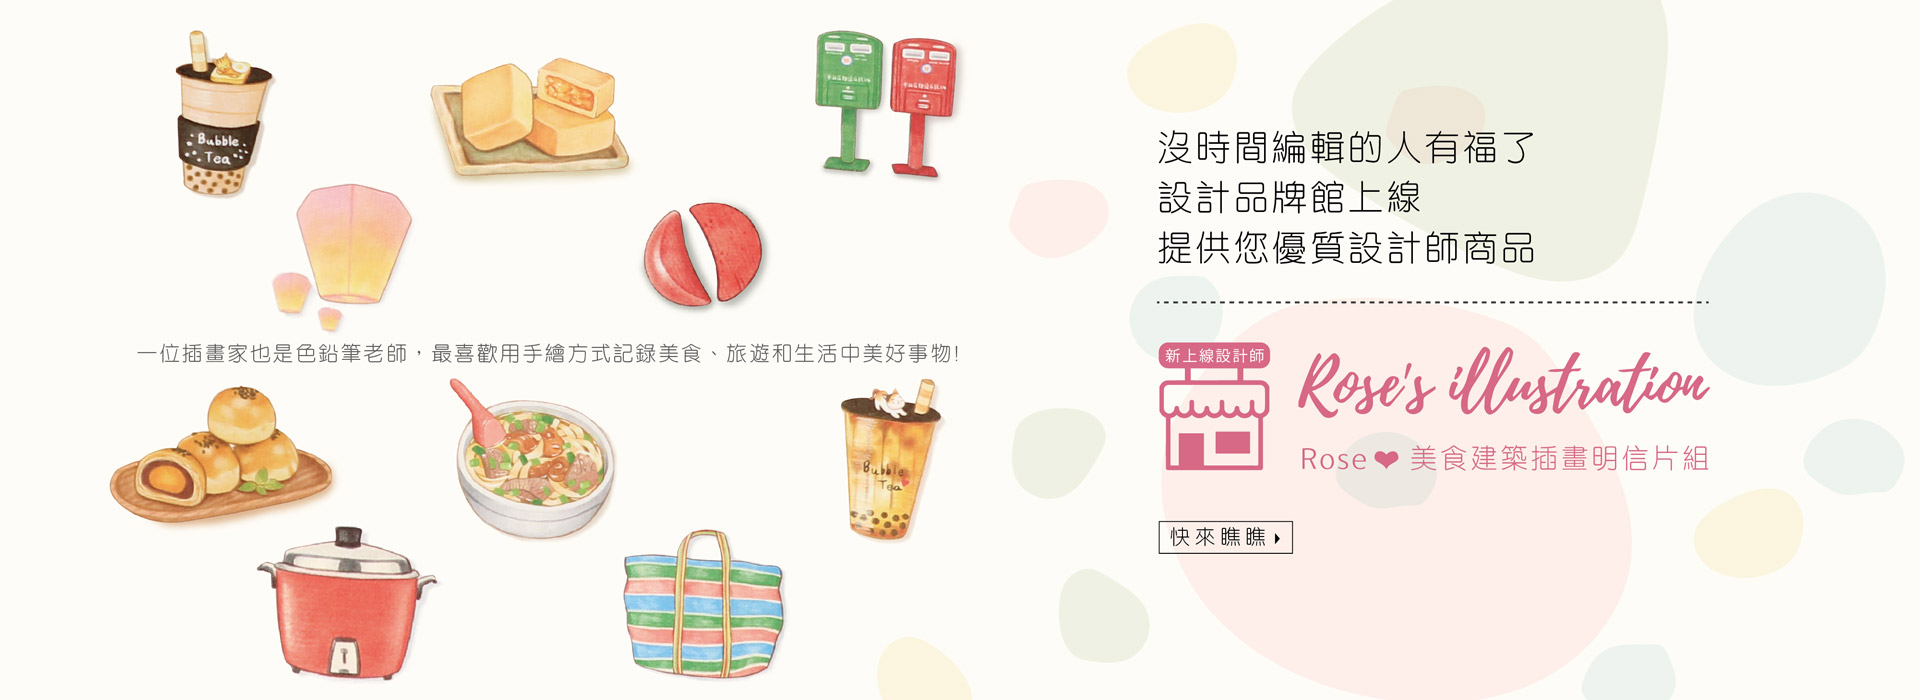 Bubble
Tea
一位插畫家也是色鉛筆老師，最喜歡用手繪方式記錄美食、旅遊和生活中美好事物!
Bubble
Tea
沒時間編輯的人有福了
設計品牌館上線
提供您優質設計師商品
新上線設計師
Rose's illustration
Rose❤美食建築插畫明信片組
快來瞧瞧